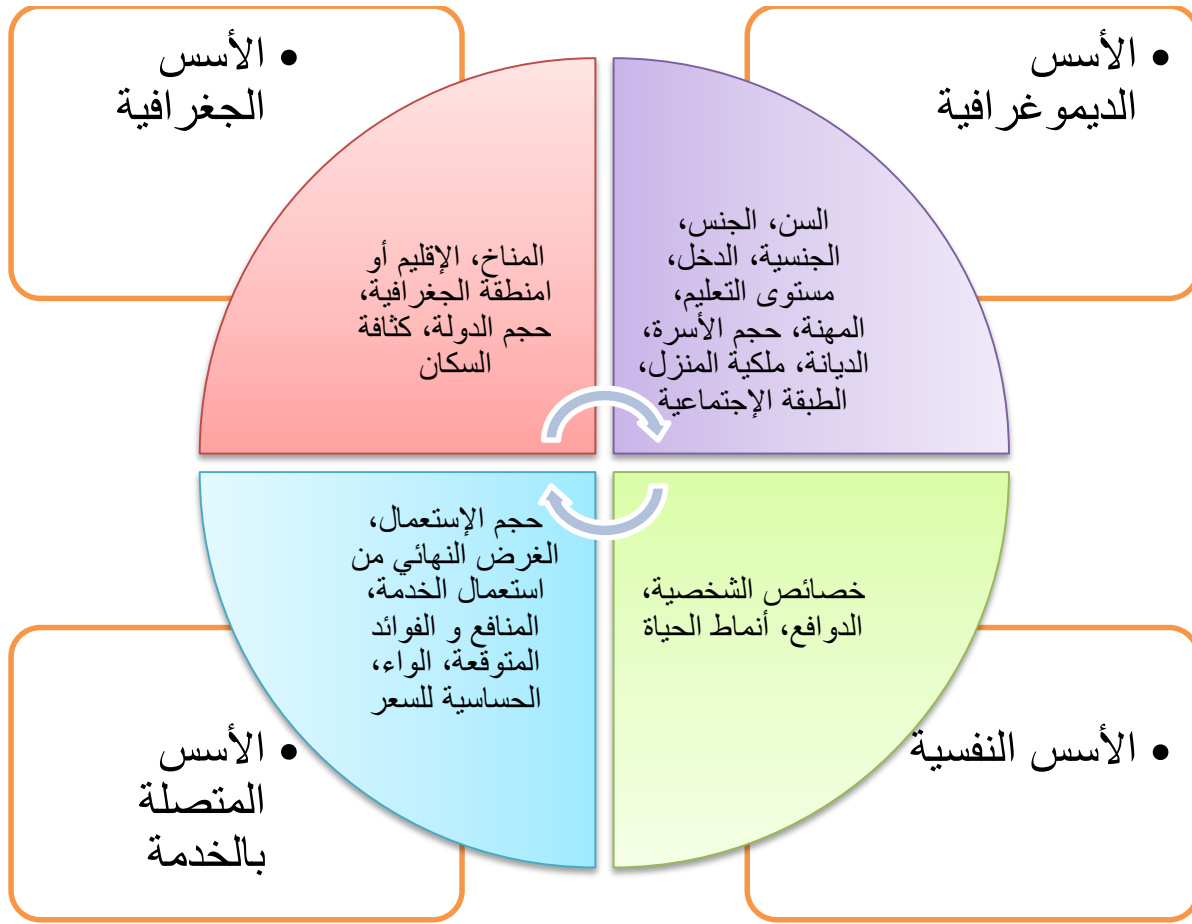 • الأسس
الديموغرافية
السن، الجنس،
الجنسية، الدخل،
مستوى التعليم،
المهنة، حجم الأسرة،
الديانة، ملكية المنزل،
الطبقة الإجتماعية
• الأسس
الجغرافية
المناخ، الإقليم أو
امنطقة الجغرافية،
حجم الدولة، كثافة
السكان
• الأسس النفسية
خصائص الشخصية،
الدوافع، أنماط الحياة
• الأسس
المتصلة
بالخدمة
حجم الإستعمال،
الغرض النهائي من
استعمال الخدمة،
المنافع و الفوائد
المتوقعة، الواء،
الحساسية للسعر